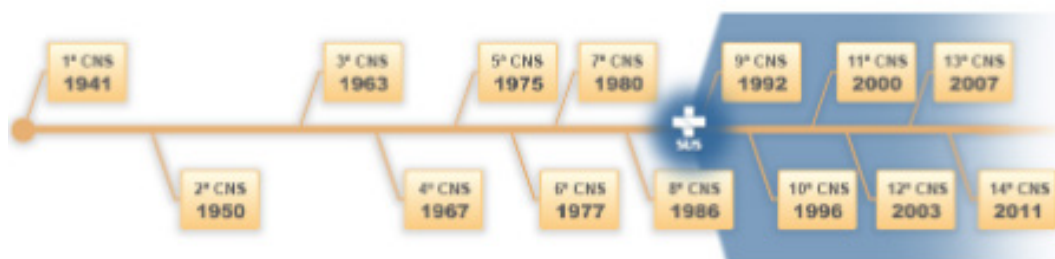 1ª CNS
1941
2ª CNS
1950
3ª CNS
1963
4ª CNS
1967
5ª CNS
1975
6ª CNS
1977
7ª CNS
1980
8ª CNS
1986
SUS
9ª CNS
1992
10ª CNS
1996
11ª CNS
2000
12ª CNS
2003
13ª CNS
2007
14ª CNS
2011